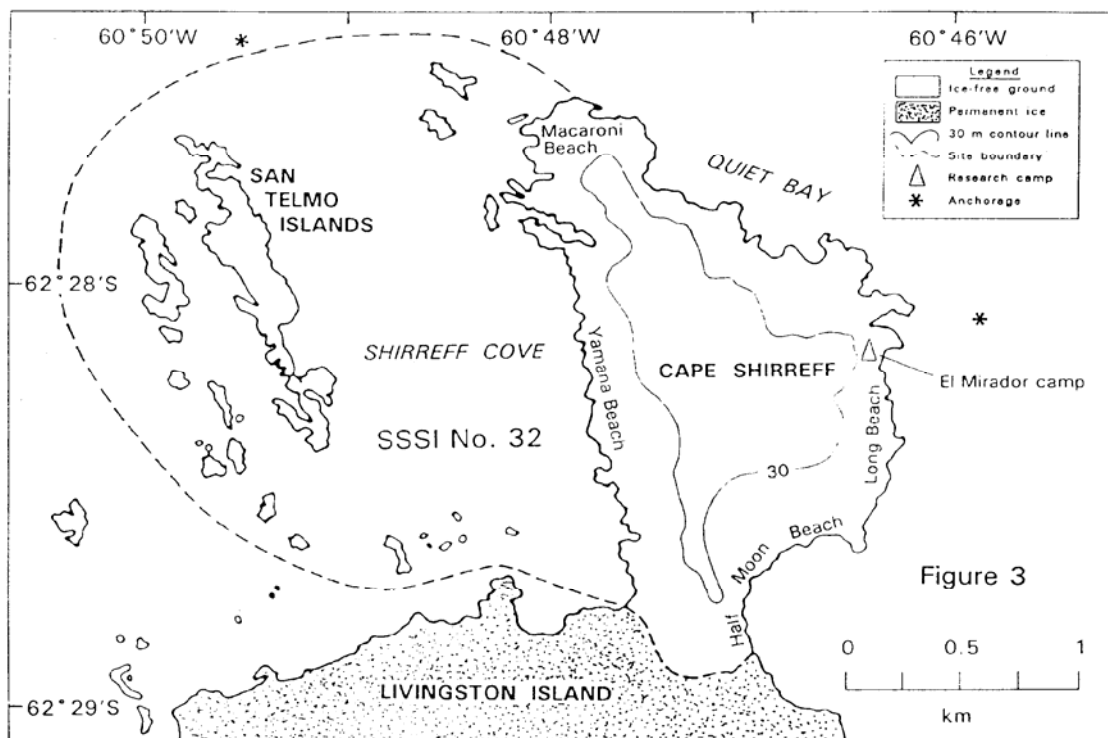 60°50'W
60°48'W
60°46'W
Legend
Ice-free ground
Permanent ice
30 m contour line
Site boundary
Research camp
Anchorage
Macaroni
Beach
QUIET BAY
SAN
TELMO
ISLANDS
62°28'S
SHIRREFF COVE
Yamana Beach
CAPE SHIRREFF
El Mirador camp
Long Beach
SSSI No. 32
30
Half Moon Beach
Figure 3
0 0.5 1
km
LIVINGSTON ISLAND
62°29'S